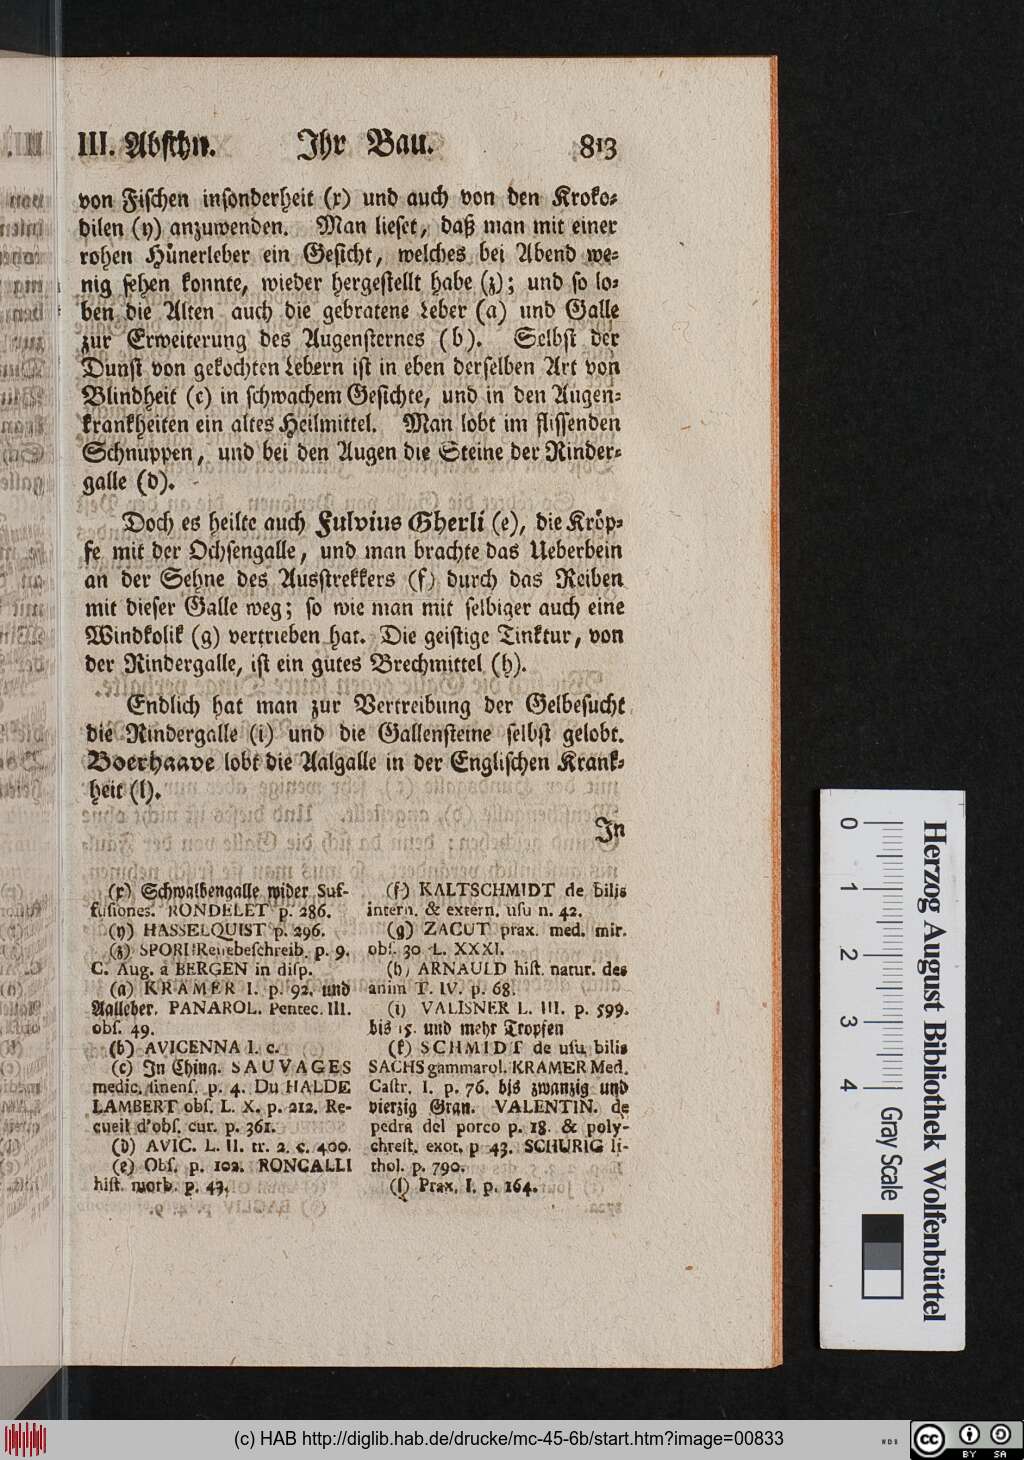 III. Abschn. Ihr Bau. 813
von Fischen insonderheit (x) und auch von den Kroko-
dilen (y) anzuwenden. Man lieset, daß man mit einer
rohen Hünerleber ein Gesicht, welches bei Abend we-
nig sehen konnte, wieder hergestellt habe (z); und so lo-
ben die Alten auch die gebratene Leber (a) und Galle
zur Erweiterung des Augensternes (b). Selbst der
Dunst von gekochten Lebern ist in eben derselben Art von
Blindheit (c) in schwachem Gesichte, und in den Augen-
krankheiten ein altes Heilmittel. Man lobt im flissenden
Schnuppen, und bei den Augen die Steine der Rinder-
galle (d).
Doch es heilte auch Fulvius Gherli (e), die Kröp-
fe mit der Ochsengalle, und man brachte das Ueberbein
an der Sehne des Ausstrekkers (f) durch das Reiben
mit dieser Galle weg; so wie man mit selbiger auch eine
Windkolik (g) vertrieben hat. Die geistige Tinktur, von
der Rindergalle, ist ein gutes Brechmittel (h).
Endlich hat man zur Vertreibung der Gelbesucht
die Rindergalle (i) und die Gallensteine selbst gelobt.
Boerhaave lobt die Aalgalle in der Englischen Krank-
heit (l).
In
(x) Schwalbengalle wider Suf-
fusiones. RONDELET p. 286.
(y) HASSELQUIST p. 296.
(z) SPORI Reisebeschreib. p. 9.
C. Aug. a BERGEN in disp.
(a) KRAMER I. p. 92. und
Aalleber. PANAROL. Pentec. III.
obs. 49.
(b) AVICENNA l. c.
(c) In China. SAUVAGES
medic. sinens. p. 4. Du HALDE
LAMBERT obs. L. X. p. 212. Re-
cueil d'obs. cur. p. 361.
(d) AVIC. L. II. tr. 2. c. 400.
(e) Obs. p. 102. RONCALLI
hist. morb. p. 43.
(f) KALTSCHMIDT de bilis
intern. & extern. usu n. 42.
(g) ZACUT prax. med. mir.
obs. 30 L. XXXI.
(h) ARNAULD hist. natur. des
anim T. IV. p. 68.
(i) VALISNER L. III. p. 599.
bis 15. und mehr Tropfen
(k) SCHMIDT de usu bilis
SACHS gammarol. KRAMER Med.
Castr. I. p. 76. bis zwanzig und
vierzig Gran. VALENTIN. de
pedra del porco p. 18. & poly-
chrest. exot. p 43. SCHURIG li-
thol. p. 790.
(l) Prax. I. p. 164.
0 1 2 3 4 Gray Scale
Herzog August Bibliothek Wolfenbüttel
(c) HAB http://diglib.hab.de/drucke/mc-45-6b/start.htm?image=00833
cc BY SA